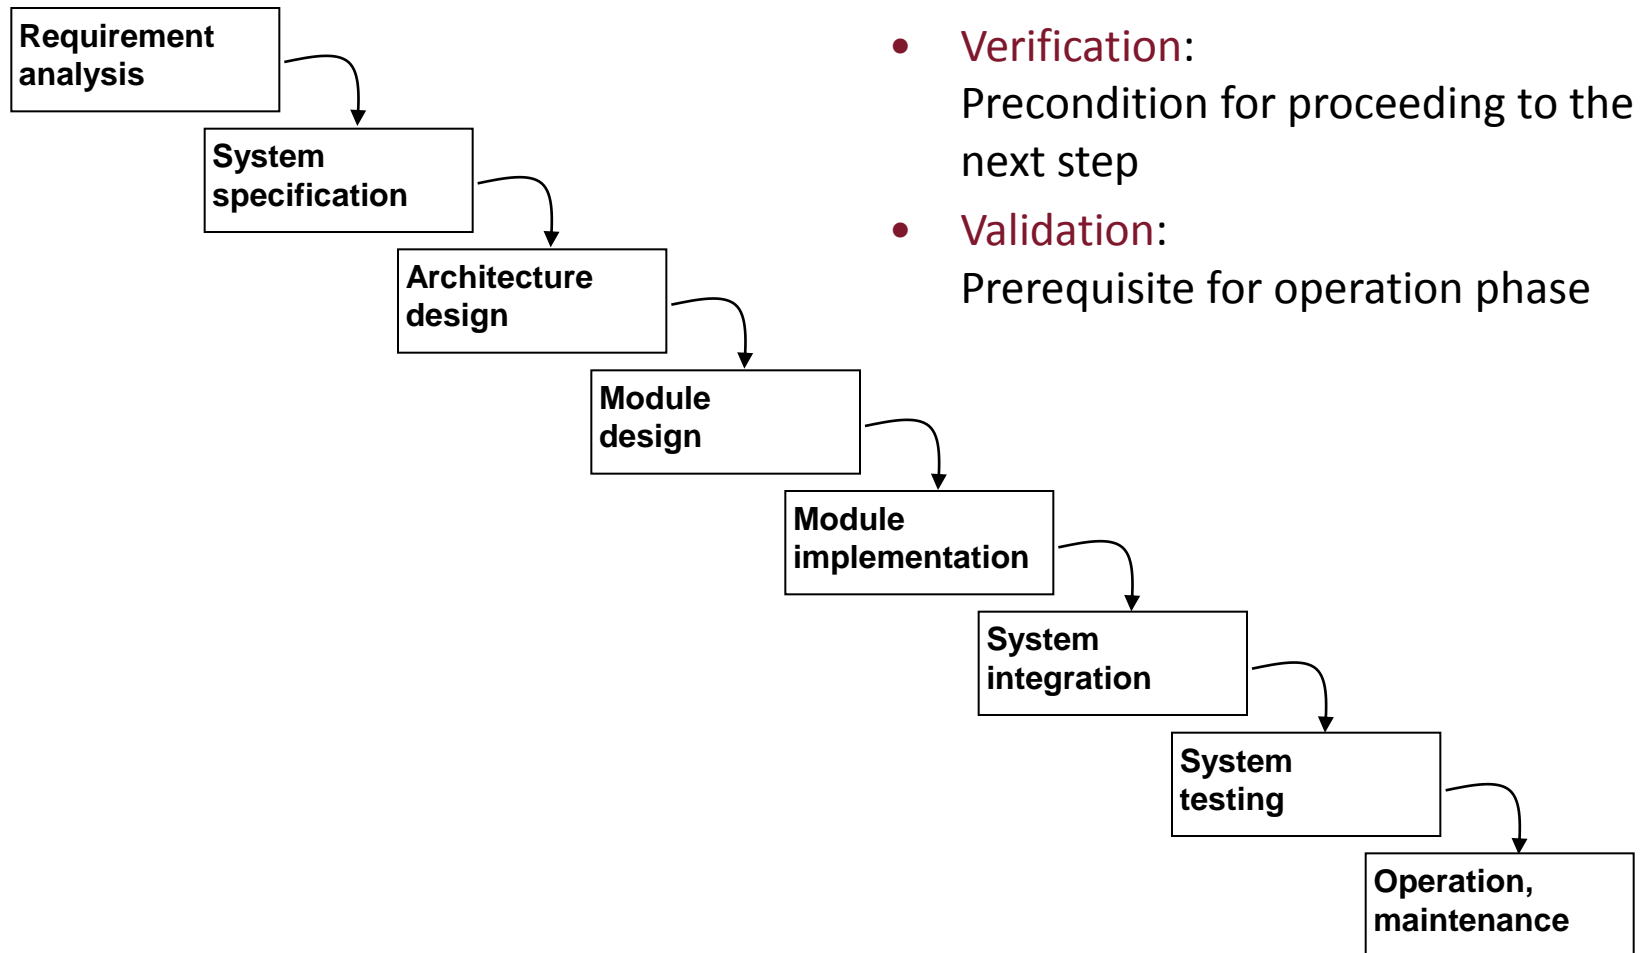 Requirement
analysis
System
specification
Architecture
design
Module
design
Module
implementation
System
integration
System
testing
Operation,
maintenance
• Verification:
Precondition for proceeding to the
next step
• Validation:
Prerequisite for operation phase